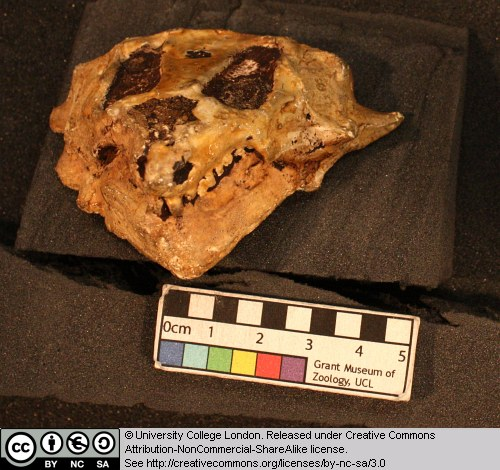 0cm 1 2 3 4 5
Grant Museum of
Zoology, UCL
cc BY NC SA
© University College London. Released under Creative Commons
Attribution-NonCommercial-ShareAlike license.
See http://creativecommons.org/licenses/by-nc-sa/3.0